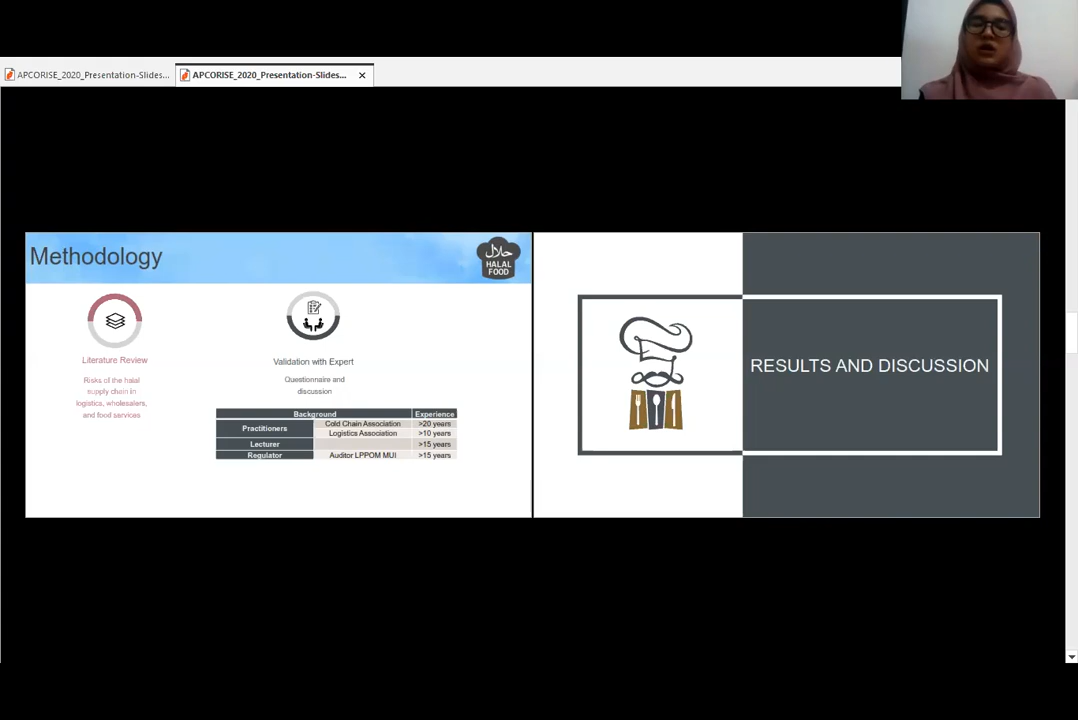 APCORISE_2020_Presentation-Slides...
APCORISE_2020_Presentation-Slides...
Methodology
حلال
HALAL
FOOD
Literature Review
Risks of the halal
supply chain in
logistics, wholesalers,
and food services
Validation with Expert
Questionnaire and
discussion
Background Experience
Practitioners Cold Chain Association >20 years
Logistics Association >10 years
Lecturer >15 years
Regulator Auditor LPPOM MUI >15 years
RESULTS AND DISCUSSION